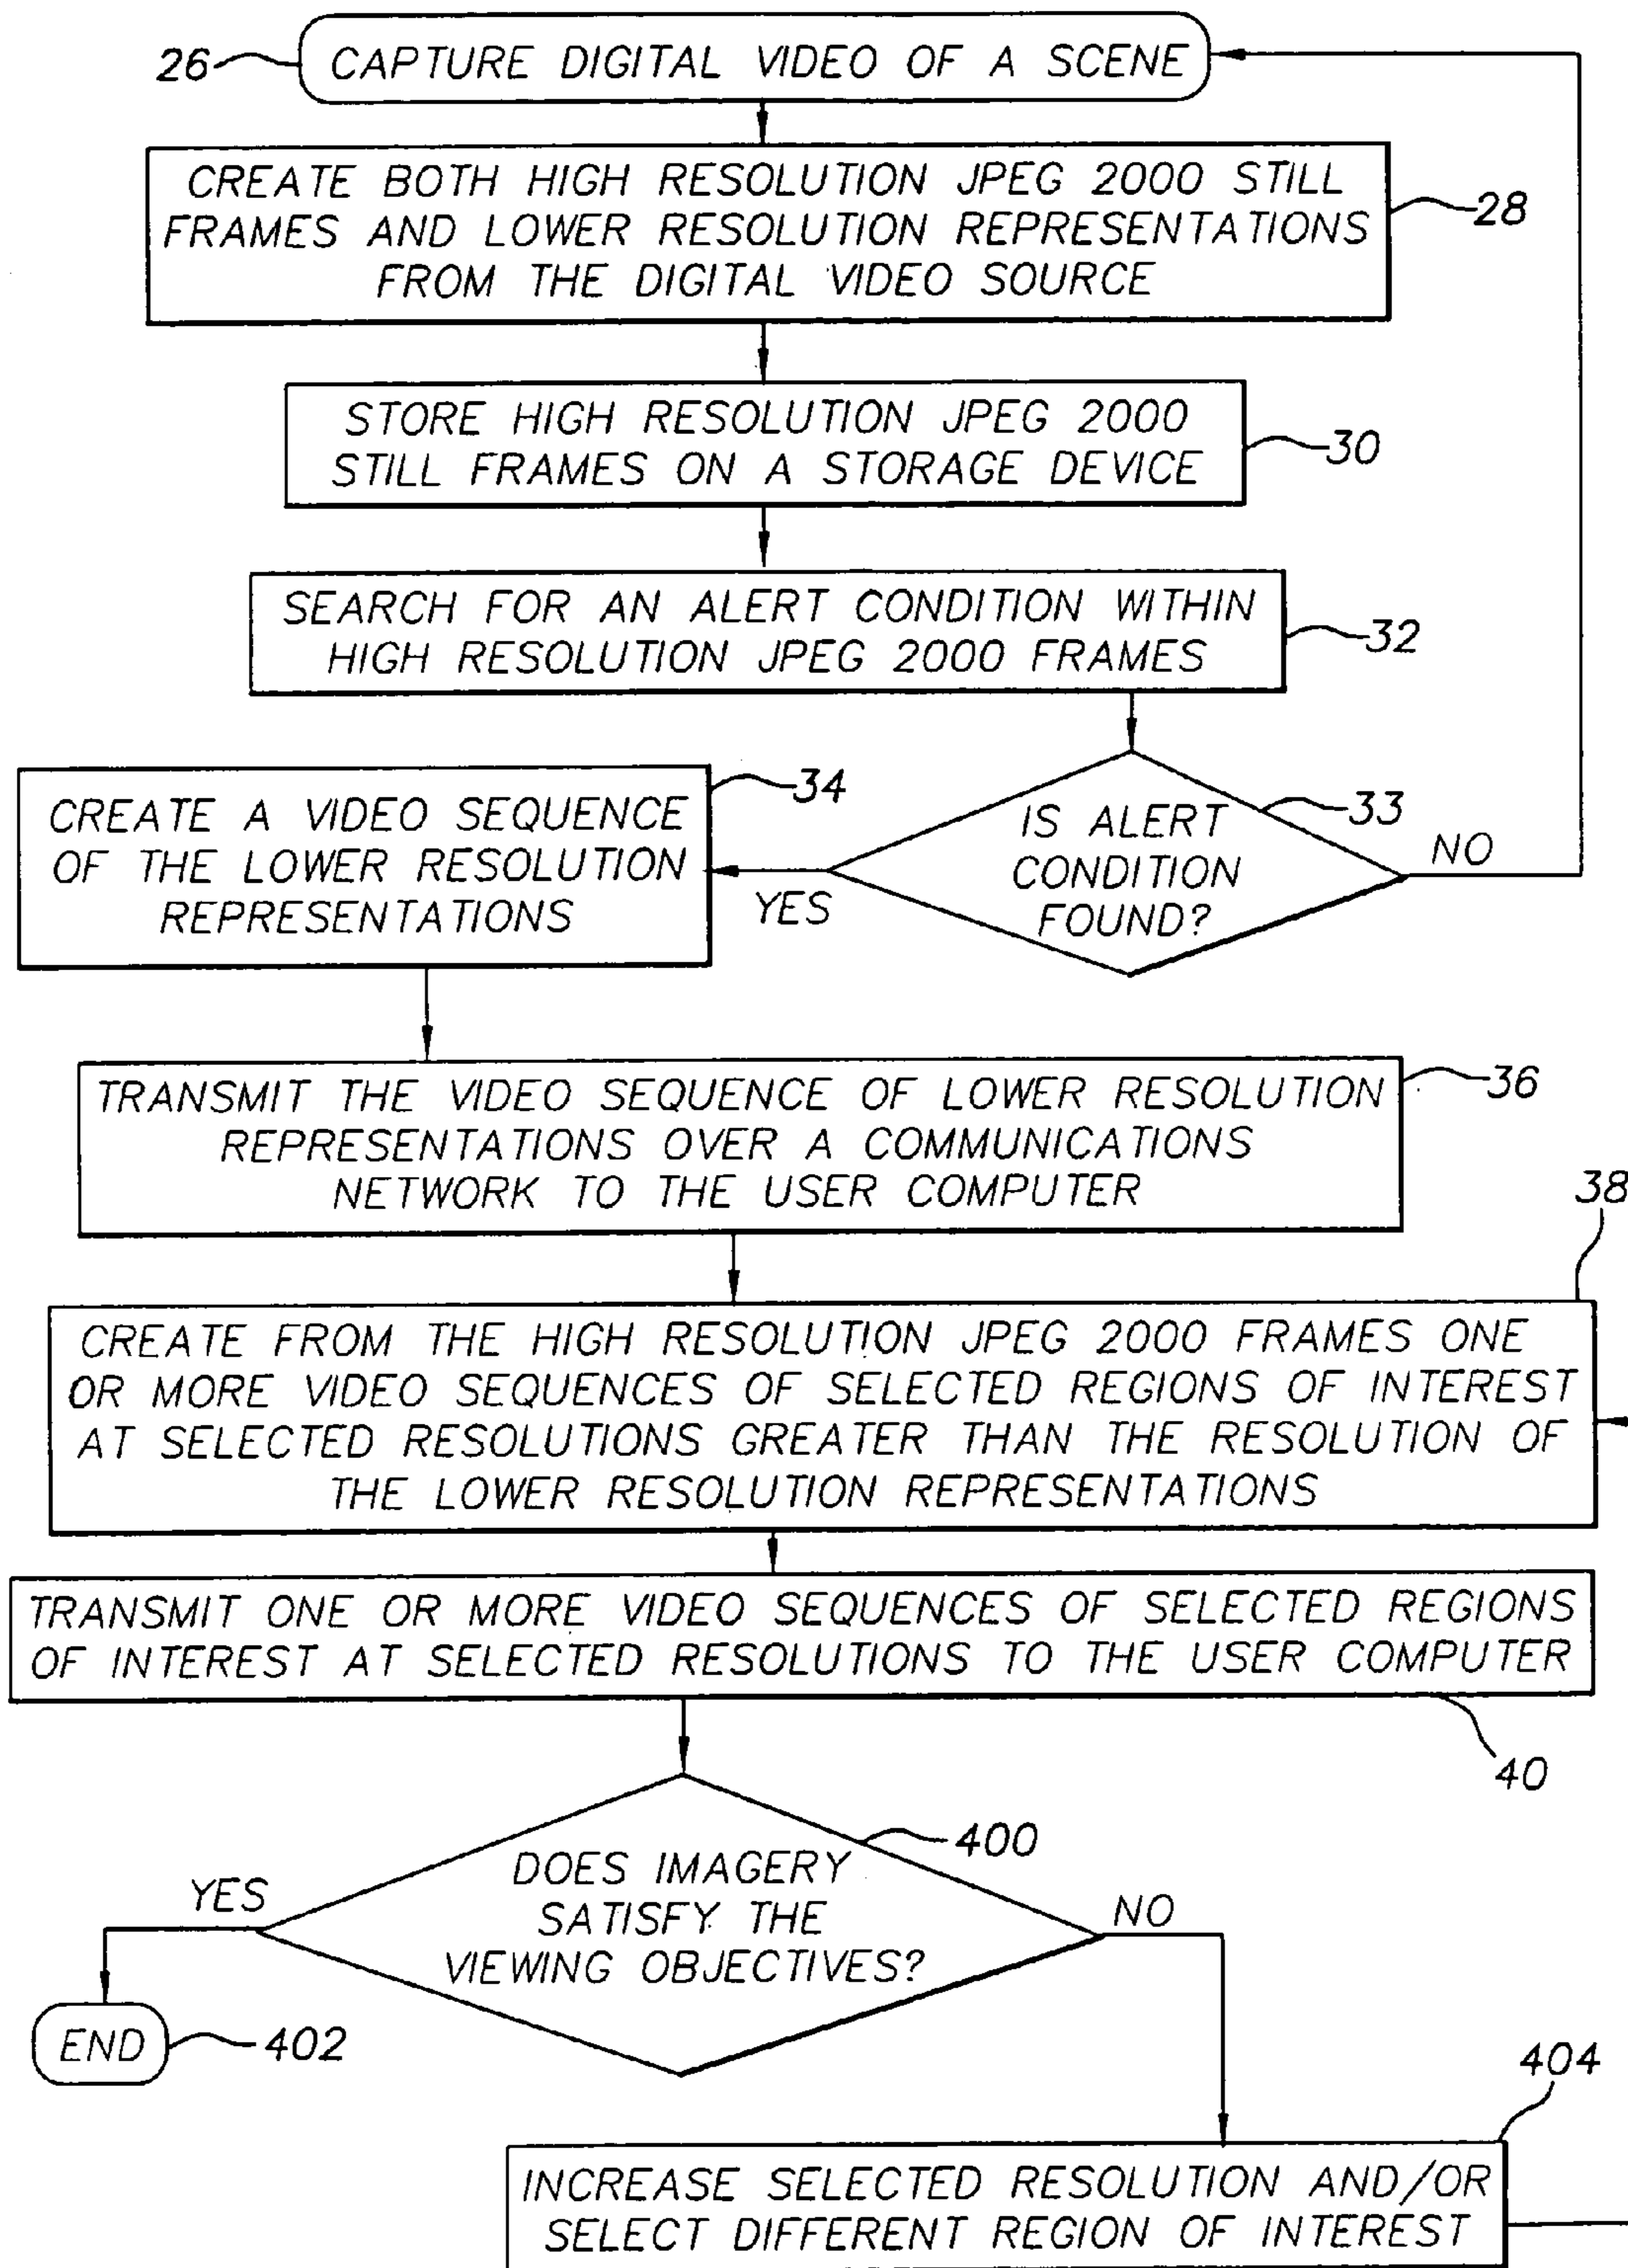 26
CAPTURE DIGITAL VIDEO OF A SCENE
CREATE BOTH HIGH RESOLUTION JPEG 2000 STILL
FRAMES AND LOWER RESOLUTION REPRESENTATIONS
FROM THE DIGITAL VIDEO SOURCE
28
STORE HIGH RESOLUTION JPEG 2000
STILL FRAMES ON A STORAGE DEVICE
30
SEARCH FOR AN ALERT CONDITION WITHIN
HIGH RESOLUTION JPEG 2000 FRAMES
32
IS ALERT
CONDITION
FOUND?
33
NO
YES
CREATE A VIDEO SEQUENCE
OF THE LOWER RESOLUTION
REPRESENTATIONS
34
TRANSMIT THE VIDEO SEQUENCE OF LOWER RESOLUTION
REPRESENTATIONS OVER A COMMUNICATIONS
NETWORK TO THE USER COMPUTER
36
38
CREATE FROM THE HIGH RESOLUTION JPEG 2000 FRAMES ONE
OR MORE VIDEO SEQUENCES OF SELECTED REGIONS OF INTEREST
AT SELECTED RESOLUTIONS GREATER THAN THE RESOLUTION OF
THE LOWER RESOLUTION REPRESENTATIONS
TRANSMIT ONE OR MORE VIDEO SEQUENCES OF SELECTED REGIONS
OF INTEREST AT SELECTED RESOLUTIONS TO THE USER COMPUTER
40
DOES IMAGERY
SATISFY THE
VIEWING OBJECTIVES?
400
YES
NO
END
402
404
INCREASE SELECTED RESOLUTION AND/OR
SELECT DIFFERENT REGION OF INTEREST